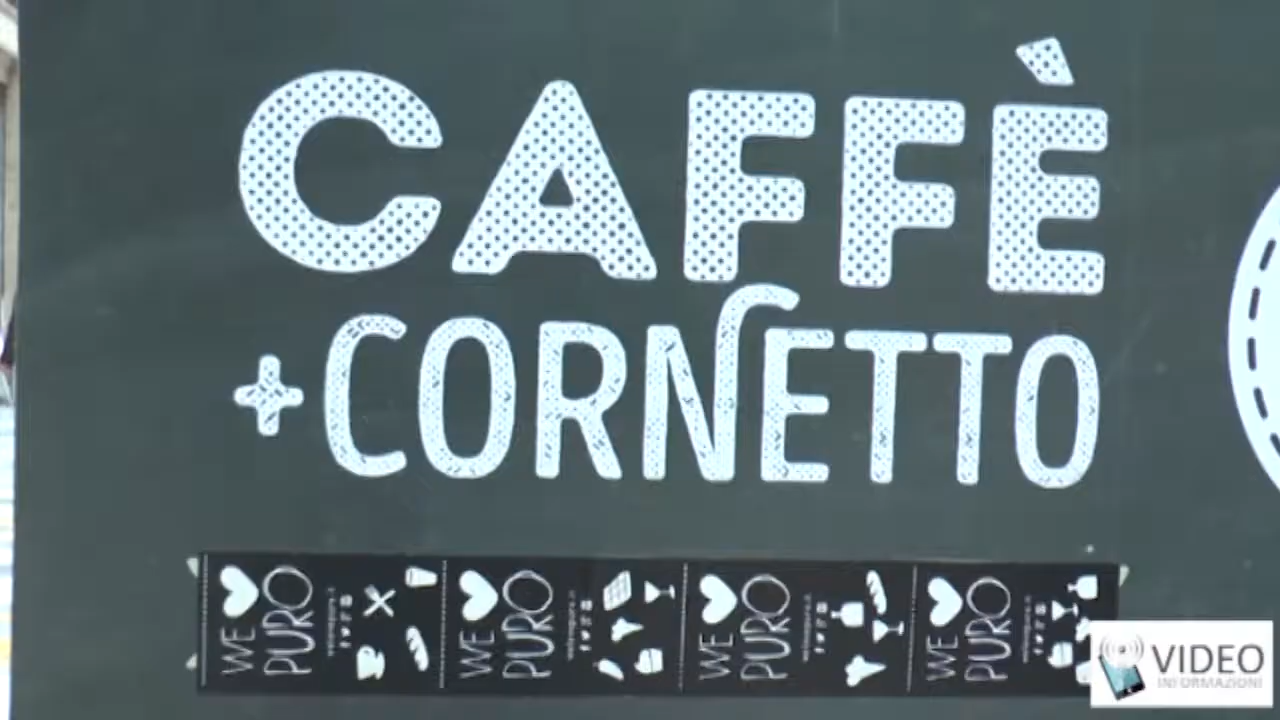 CAFFÈ
+ CORNETTO
WE
PURO
WE
PURO
WE
PURO
WE
PURO
VIDEO
INFORMAZIONI